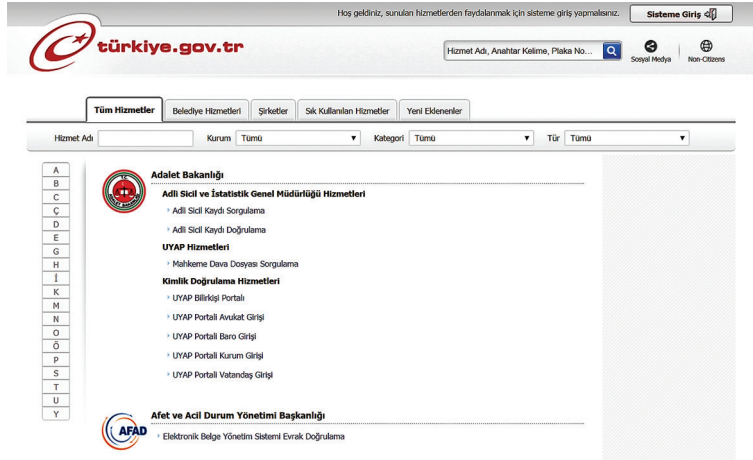 Hoş geldiniz, sunulan hizmetlerden faydalanmak için sisteme giriş yapmalısınız.
Sisteme Giriş
türkiye.gov.tr
Hizmet Adı, Anahtar Kelime, Plaka No...
Sosyal Medya
Non-Citizens
Tüm Hizmetler
Belediye Hizmetleri
Şirketler
Sık Kullanılan Hizmetler
Yeni Eklenenler
Hizmet Adı
Kurum Tümü
Kategori Tümü
Tür Tümü
A
B
C
Ç
D
E
G
H
İ
K
M
N
O
Ö
P
S
T
U
Y
Adalet Bakanlığı
Adli Sicil ve İstatistik Genel Müdürlüğü Hizmetleri
Adli Sicil Kaydı Sorgulama
Adli Sicil Kaydı Doğrulama
UYAP Hizmetleri
Mahkeme Dava Dosyası Sorgulama
Kimlik Doğrulama Hizmetleri
UYAP Bilirkişi Portalı
UYAP Portali Avukat Girişi
UYAP Portali Baro Girişi
UYAP Portali Kurum Girişi
UYAP Portali Vatandaş Girişi
AFAD
Afet ve Acil Durum Yönetimi Başkanlığı
Elektronik Belge Yönetim Sistemi Evrak Doğrulama